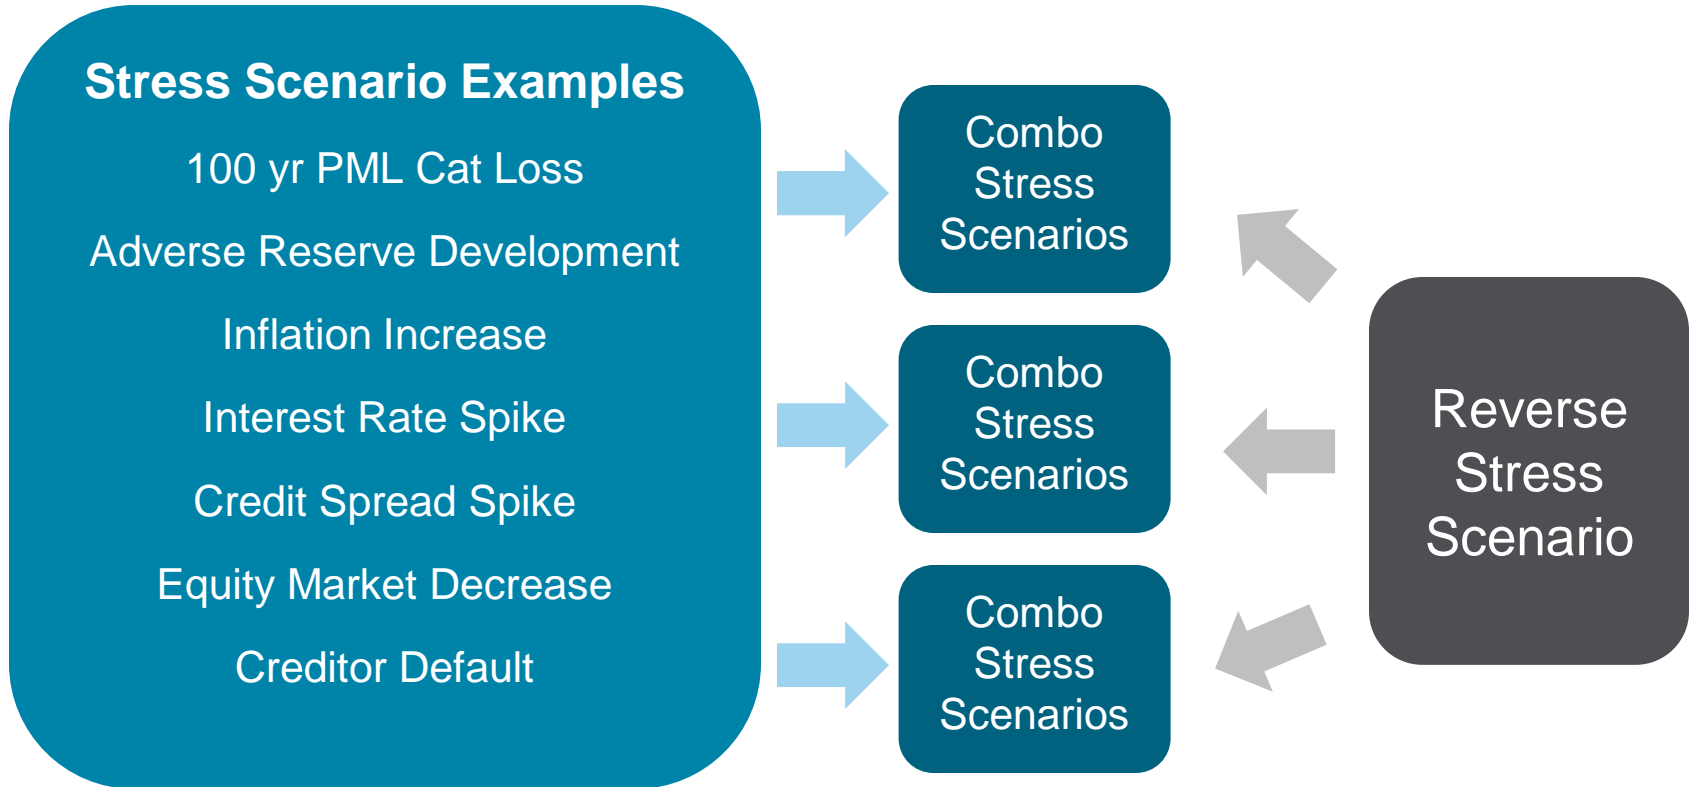 Stress Scenario Examples
100 yr PML Cat Loss
Adverse Reserve Development
Inflation Increase
Interest Rate Spike
Credit Spread Spike
Equity Market Decrease
Creditor Default
Combo
Stress
Scenarios
Combo
Stress
Scenarios
Combo
Stress
Scenarios
Reverse
Stress
Scenario